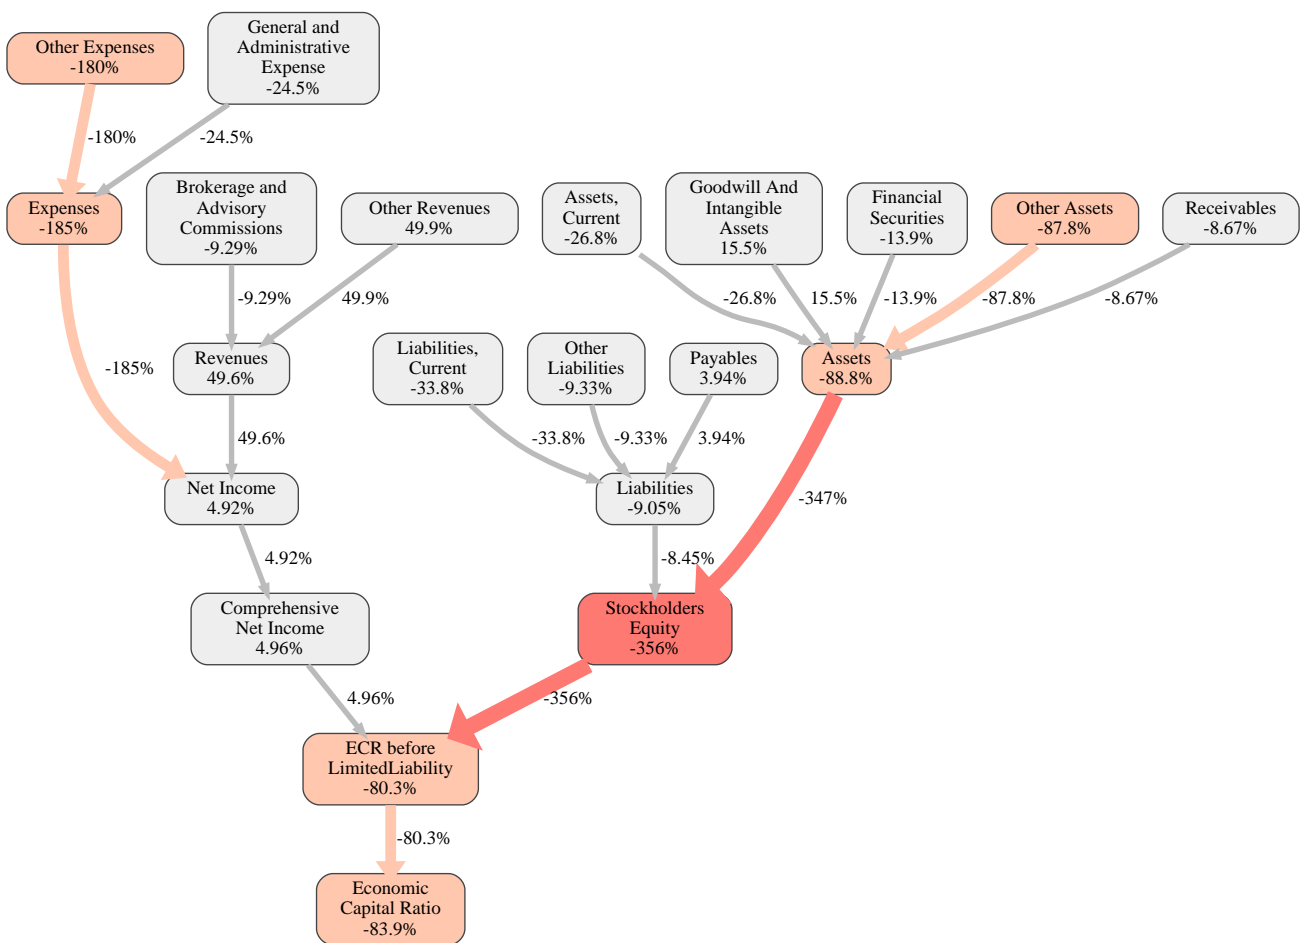 Other Expenses
-180%
General and
Administrative
Expense
-24.5%
-180%
-24.5%
Expenses
-185%
Brokerage and
Advisory
Commissions
-9.29%
Other Revenues
49.9%
Assets,
Current
-26.8%
Goodwill And
Intangible
Assets
15.5%
Financial
Securities
-13.9%
Other Assets
-87.8%
Receivables
-8.67%
-9.29%
49.9%
-26.8%
15.5%
-13.9%
-87.8%
-8.67%
-185%
Revenues
49.6%
Liabilities,
Current
-33.8%
Other
Liabilities
-9.33%
Payables
3.94%
Assets
-88.8%
49.6%
-33.8%
-9.33%
3.94%
-347%
Net Income
4.92%
Liabilities
-9.05%
4.92%
-8.45%
Comprehensive
Net Income
4.96%
Stockholders
Equity
-356%
4.96%
-356%
ECR before
LimitedLiability
-80.3%
-80.3%
Economic
Capital Ratio
-83.9%